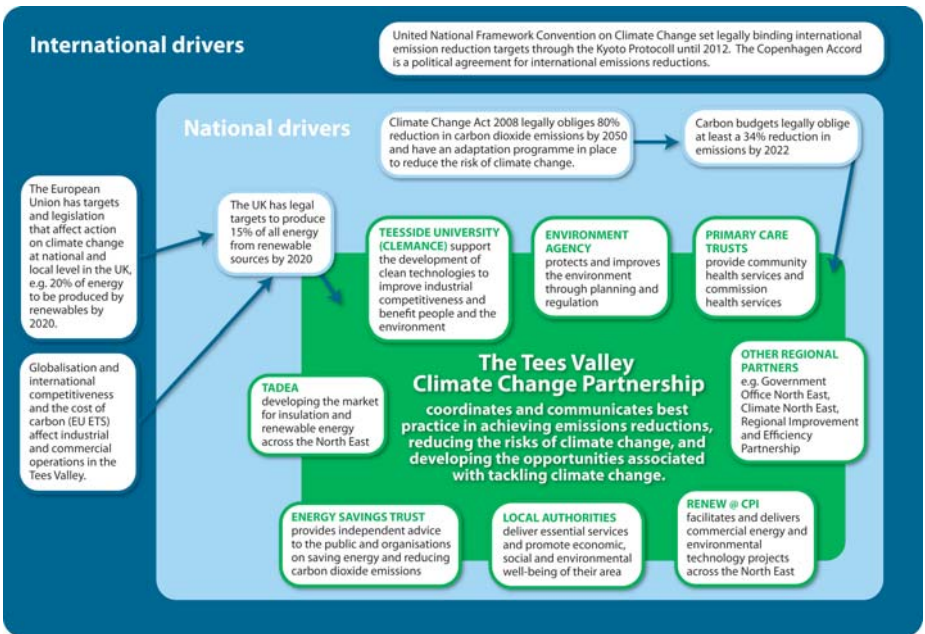 International drivers
United National Framework Convention on Climate Change set legally binding international
emission reduction targets through the Kyoto Protocoll until 2012. The Copenhagen Accord
is a political agreement for international emissions reductions.
National drivers
Climate Change Act 2008 legally obliges 80%
reduction in carbon dioxide emissions by 2050
and have an adaptation programme in place
to reduce the risk of climate change.
Carbon budgets legally oblige
at least a 34% reduction in
emissions by 2022
The European
Union has targets
and legislation
that affect action
on climate change
at national and
local level in the UK,
e.g. 20% of energy
to be produced by
renewables by
2020.
The UK has legal
targets to produce
15% of all energy
from renewable
sources by 2020
TEESSIDE UNIVERSITY
(CLEMANCE) support
the development of
clean technologies to
improve industrial
competitiveness and
benefit people and the
environment
ENVIRONMENT
AGENCY
protects and improves
the environment
through planning and
regulation
PRIMARY CARE
TRUSTS
provide community
health services and
commission
health services
Globalisation and
international
competitiveness
and the cost of
carbon (EU ETS)
affect industrial
and commercial
operations in the
Tees Valley.
TADEA
developing the market
for insulation and
renewable energy
across the North East
The Tees Valley
Climate Change Partnership
coordinates and communicates best
practice in achieving emissions reductions,
reducing the risks of climate change, and
developing the opportunities associated
with tackling climate change.
OTHER REGIONAL
PARTNERS
e.g. Government
Office North East,
Climate North East,
Regional Improvement
and Efficiency
Partnership
ENERGY SAVINGS TRUST
provides independent advice
to the public and organisations
on saving energy and reducing
carbon dioxide emissions
LOCAL AUTHORITIES
deliver essential services
and promote economic,
social and environmental
well-being of their area
RENEW @ CPI
facilitates and delivers
commercial energy and
environmental
technology projects
across the North East